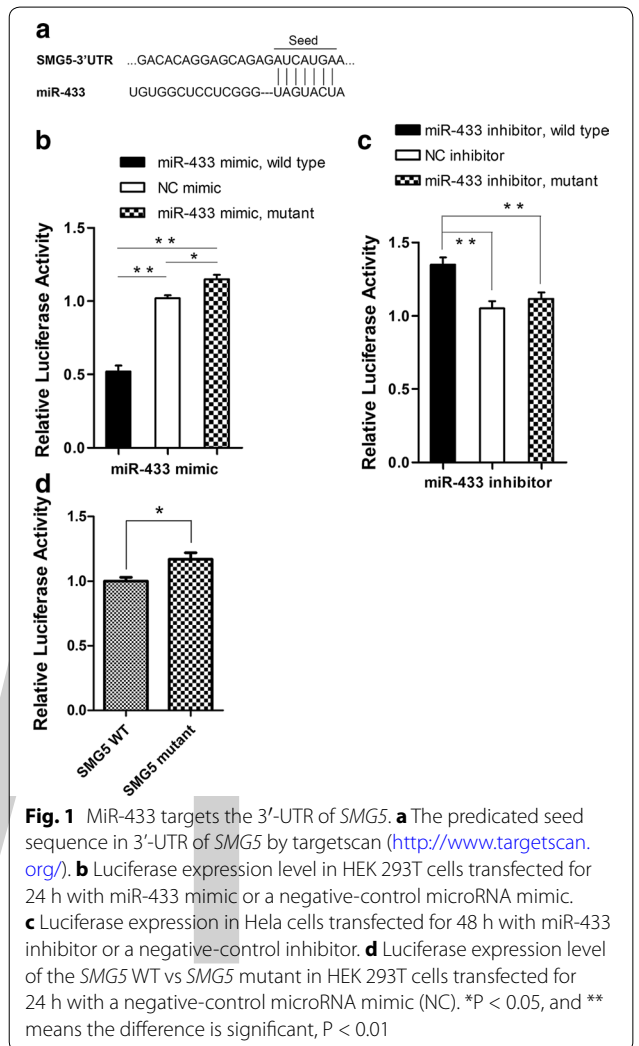 a
Seed
SMG5-3'UTR ...GACACAGGAGCAGAGAUCAUGAA...
miR-433 UGUGGCUCCUCGGG---UAGUACUA
b
miR-433 mimic, wild type
NC mimic
miR-433 mimic, mutant
Relative Luciferase Activity
1.5
1.0
0.5
0.0
* *
* *
*
miR-433 mimic
c
miR-433 inhibitor, wild type
NC inhibitor
miR-433 inhibitor, mutant
Relative Luciferase Activity
1.5
1.0
0.5
0.0
* *
* *
miR-433 inhibitor
d
Relative Luciferase Activity
1.5
1.0
0.5
0.0
*
SMG5 WT
SMG5 mutant
Fig. 1 MiR-433 targets the 3′-UTR of SMG5. a The predicated seed
sequence in 3’-UTR of SMG5 by targetscan (http://www.targetscan.
org/). b Luciferase expression level in HEK 293T cells transfected for
24 h with miR-433 mimic or a negative-control microRNA mimic.
c Luciferase expression in Hela cells transfected for 48 h with miR-433
inhibitor or a negative-control inhibitor. d Luciferase expression level
of the SMG5 WT vs SMG5 mutant in HEK 293T cells transfected for
24 h with a negative-control microRNA mimic (NC). *P < 0.05, and **
means the difference is significant, P < 0.01